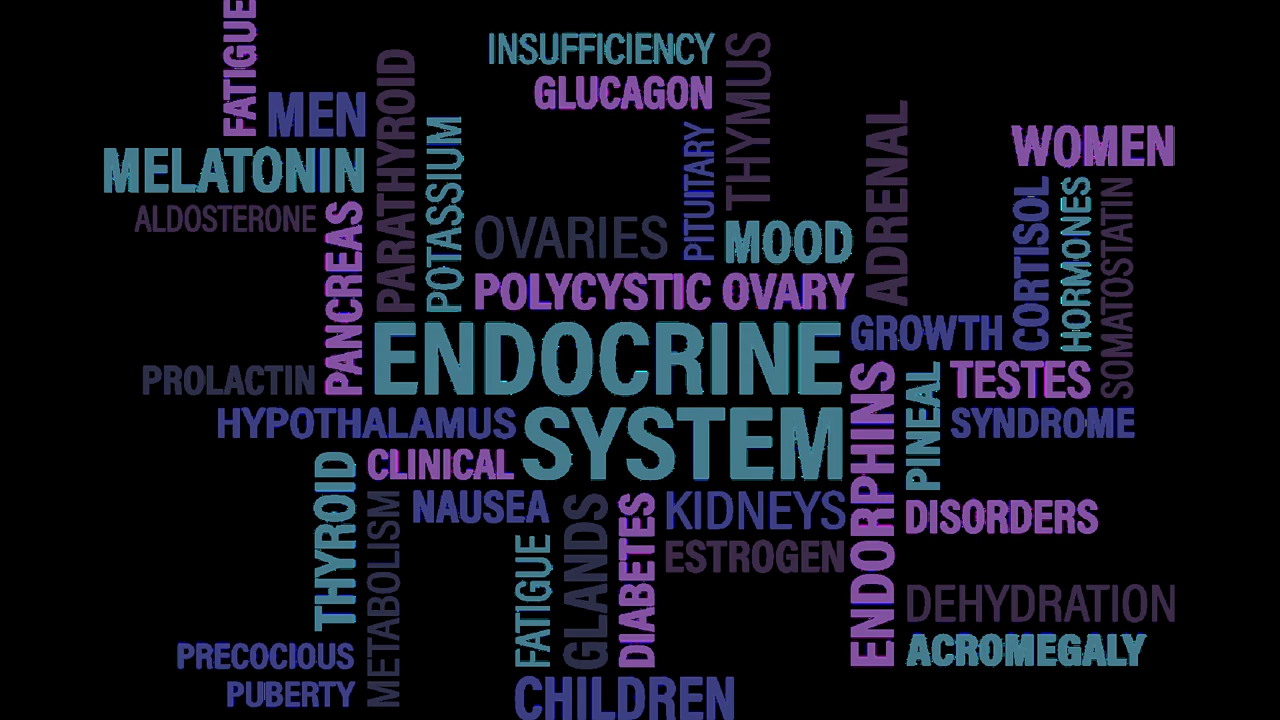 FATIGUE
MEN
MELATONIN
ALDOSTERONE
PANCREAS
PARATHYROID
POTASSIUM
INSUFFICIENCY
GLUCAGON
THYMUS
PITUITARY
OVARIES
MOOD
ADRENAL
POLYCYSTIC OVARY
WOMEN
CORTISOL
HORMONES
SOMATOSTATIN
ENDOCRINE
SYSTEM
GROWTH
TESTES
SYNDROME
PINEAL
ENDORPHINS
DISORDERS
PROLACTIN
HYPOTHALAMUS
CLINICAL
THYROID
METABOLISM
NAUSEA
FATIGUE
GLANDS
DIABETES
KIDNEYS
ESTROGEN
DEHYDRATION
ACROMEGALY
PRECOCIOUS
PUBERTY
CHILDREN